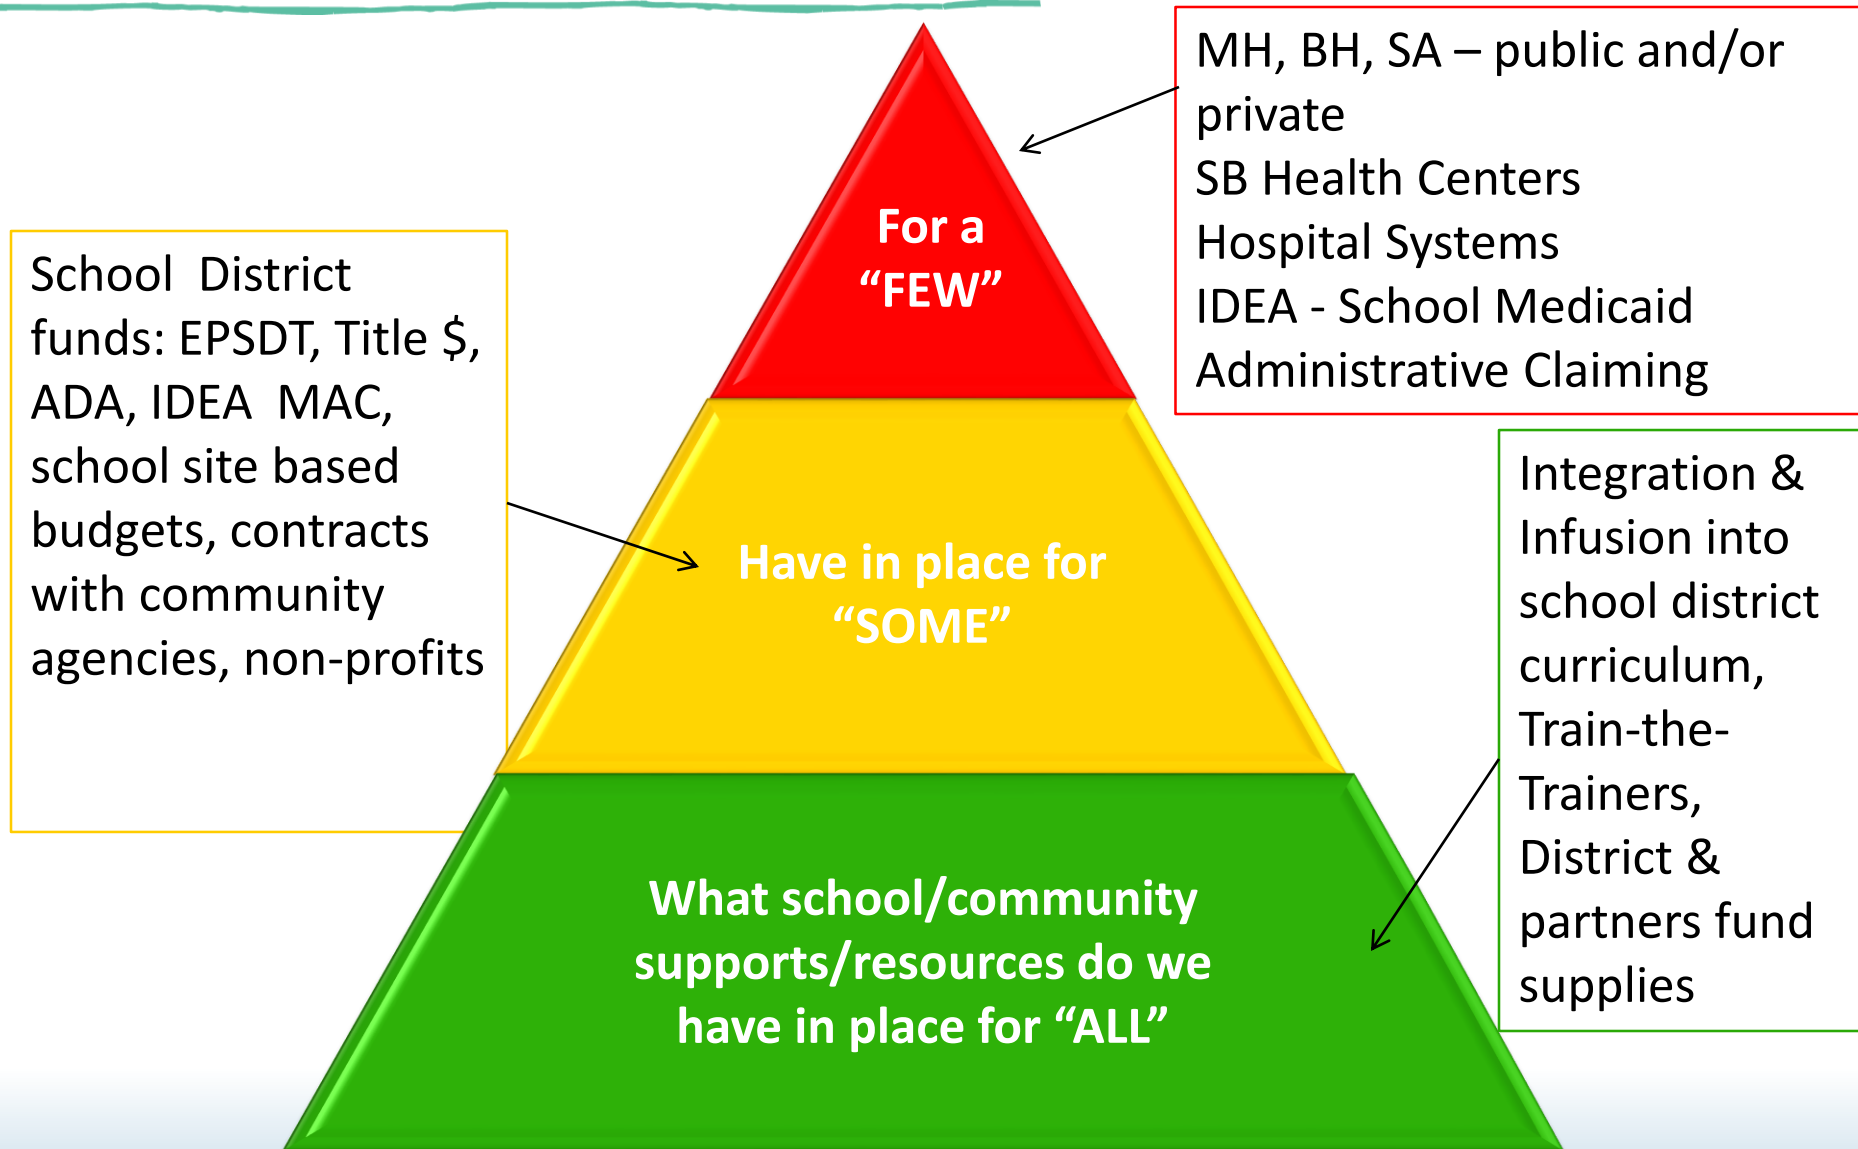 MH, BH, SA – public and/or
private
SB Health Centers
Hospital Systems
IDEA - School Medicaid
Administrative Claiming
For a
“FEW”
School  District
funds: EPSDT, Title $,
ADA, IDEA  MAC,
school site based
budgets, contracts
with community
agencies, non-profits
Have in place for
“SOME”
Integration &
Infusion into
school district
curriculum,
Train-the-
Trainers,
District &
partners fund
supplies
What school/community
supports/resources do we
have in place for “ALL”